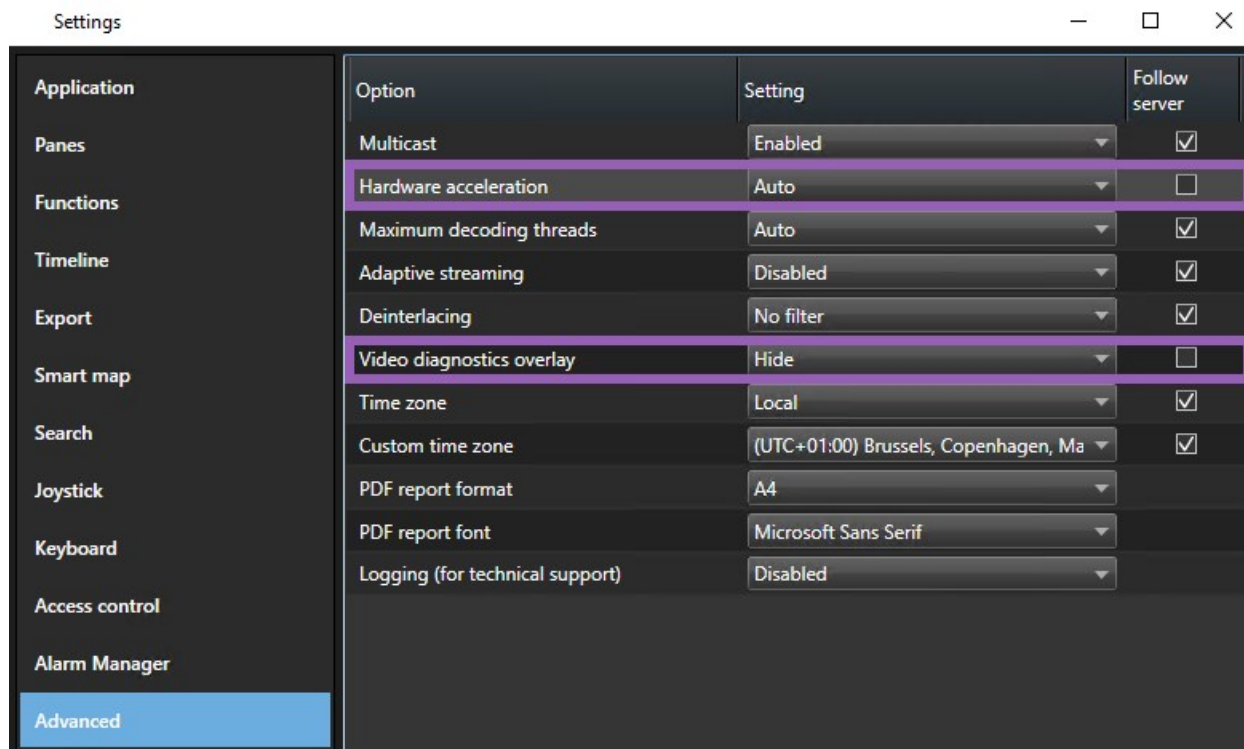 Settings
Application
Panes
Functions
Timeline
Export
Smart map
Search
Joystick
Keyboard
Access control
Alarm Manager
Advanced
Option Setting Follow
server
Multicast Enabled
Hardware acceleration Auto
Maximum decoding threads Auto
Adaptive streaming Disabled
Deinterlacing No filter
Video diagnostics overlay Hide
Time zone Local
Custom time zone (UTC+01:00) Brussels, Copenhagen, Ma
PDF report format A4
PDF report font Microsoft Sans Serif
Logging (for technical support) Disabled